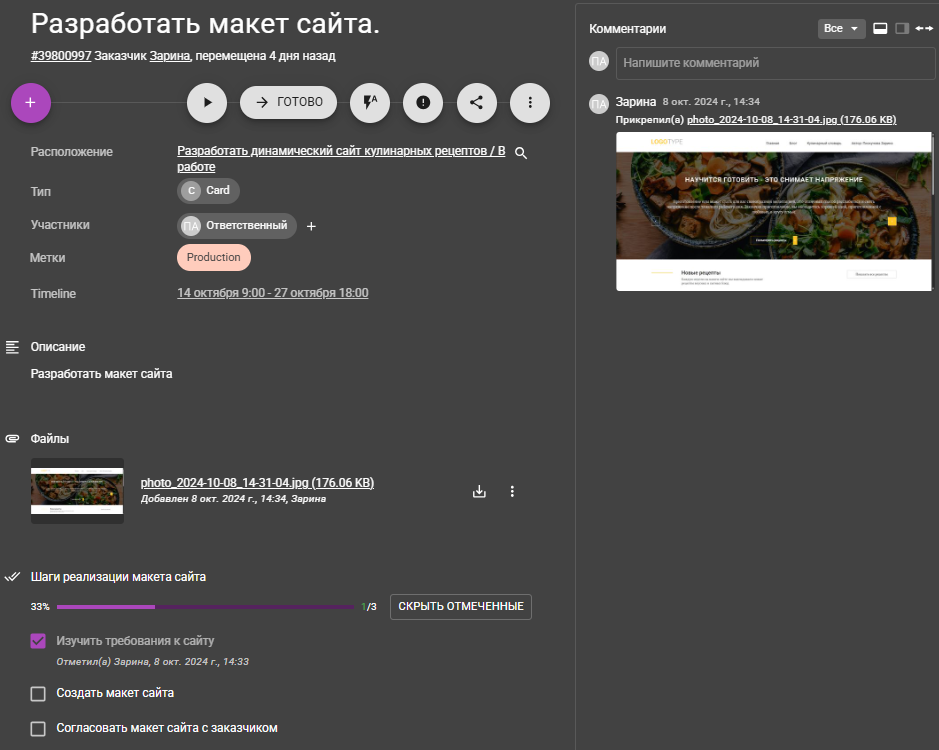 Разработать макет сайта.
#39800997 Заказчик Зарина, перемещена 4 дня назад
ГОТОВО
Расположение
Разработать динамический сайт кулинарных рецептов / В
работе
Тип
C Card
Участники
ПА Ответственный +
Метки
Production
Timeline
14 октября 9:00 - 27 октября 18:00
Описание
Разработать макет сайта
Файлы
photo_2024-10-08_14-31-04.jpg (176.06 KB)
Добавлен 8 окт. 2024 г., 14:34, Зарина
Шаги реализации макета сайта
33% 1/3 СКРЫТЬ ОТМЕЧЕННЫЕ
Изучить требования к сайту
Отметил(а) Зарина, 8 окт. 2024 г., 14:33
Создать макет сайта
Согласовать макет сайта с заказчиком
Комментарии
Все
ПА Напишите комментарий
ПА Зарина 8 окт. 2024 г., 14:34
Прикрепил(а) photo_2024-10-08_14-31-04.jpg (176.06 KB)
LOGOTYPE
НАУЧИТСЯ ГОТОВИТЬ - ЭТО СНИМАЕТ НАПРЯЖЕНИЕ
Новые рецепты